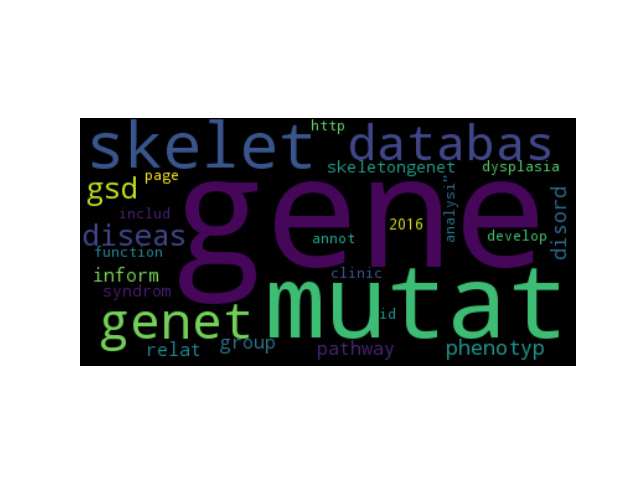 http
skelet
databas
skeletongenet
dysplasia
page
gsd
gene
analysi"
disord
includ
2016
diseas
annot
develop
function
inform
clinic
syndrom
mutat
genet
id
relat
group
pathway
phenotyp